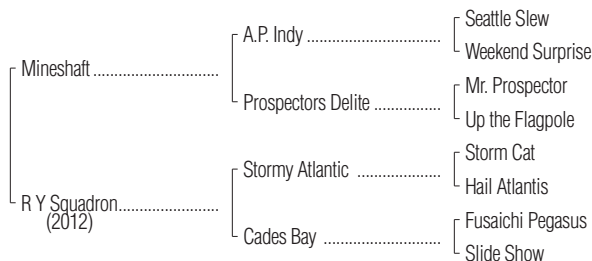 Seattle Slew
A.P. Indy ........................
Weekend Surprise
Mineshaft ......................
Mr. Prospector
Prospectors Delite ............
Up the Flagpole
Storm Cat
Stormy Atlantic ...............
Hail Atlantis
R Y Squadron..................
(2012)
Fusaichi Pegasus
Cades Bay .....................
Slide Show